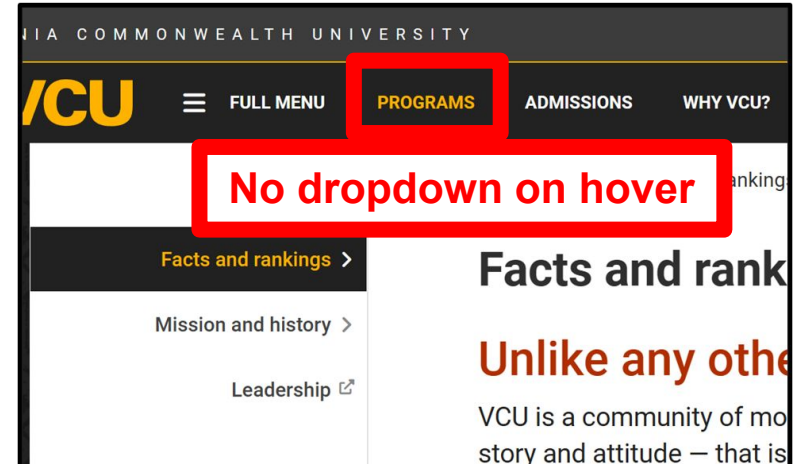 NIA COMMONWEALTH UNIVERSITY
VCU FULL MENU PROGRAMS ADMISSIONS WHY VCU?
No dropdown on hover
ankings
Facts and rankings
Facts and rank
Mission and history
Unlike any othe
Leadership
VCU is a community of mo
story and attitude — that is